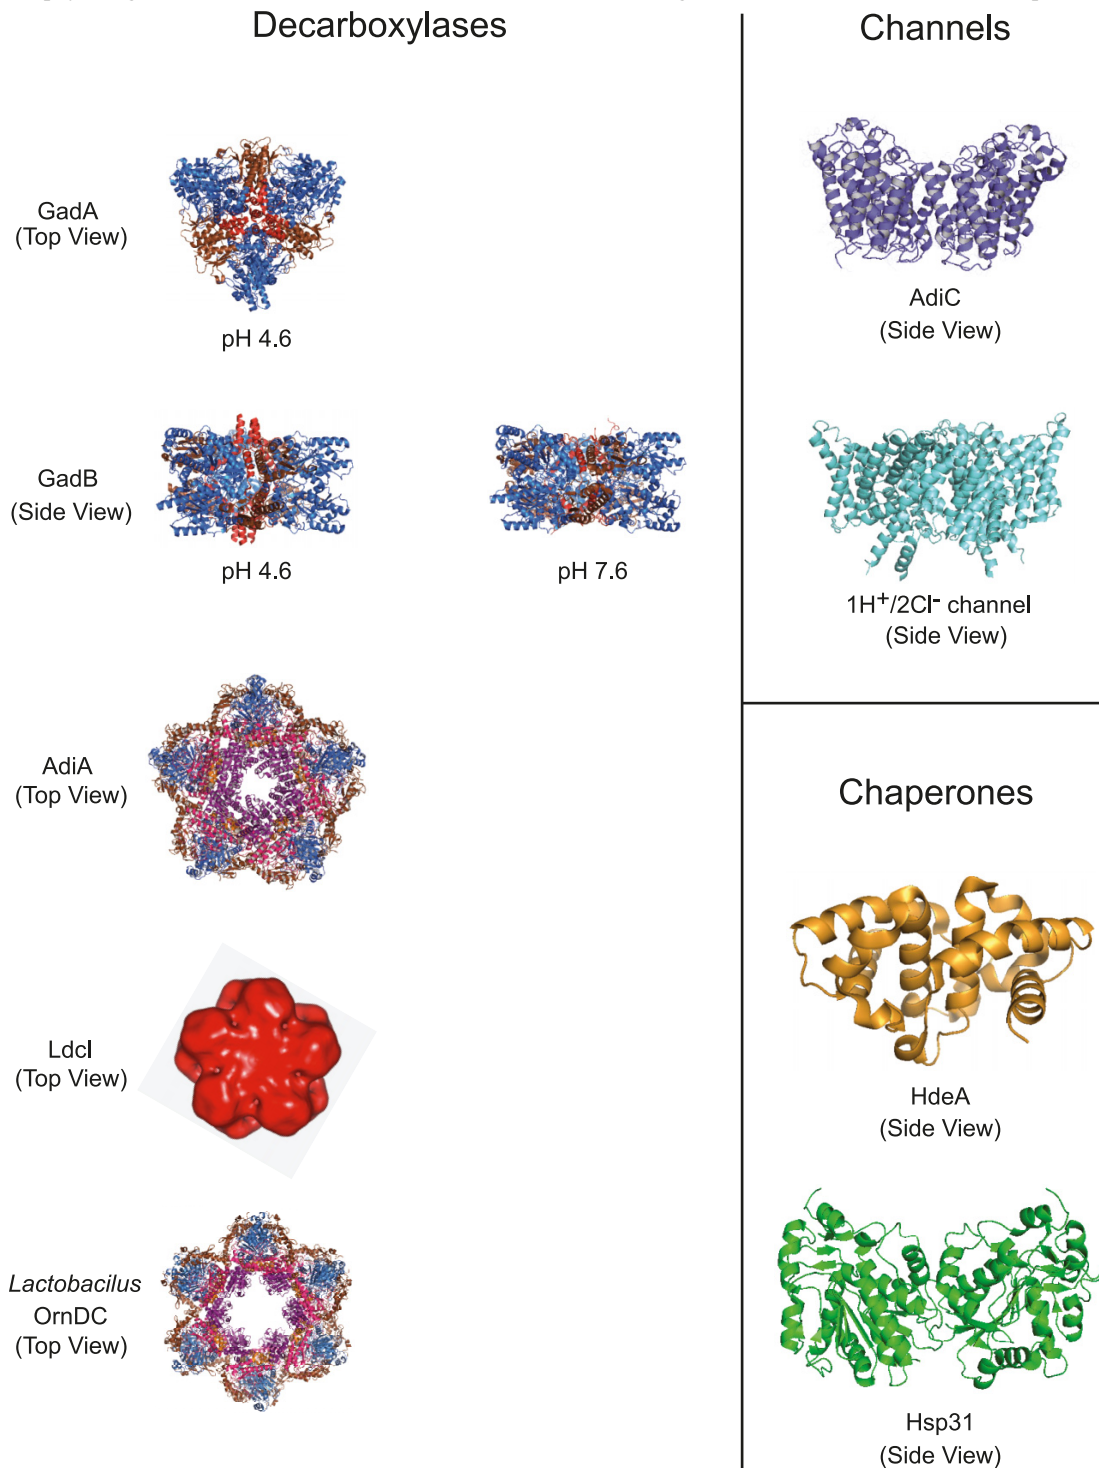 Decarboxylases
GadA
(Top View)
pH 4.6
GadB
(Side View)
pH 4.6
pH 7.6
AdiA
(Top View)
LdcI
(Top View)
Lactobacilus
OrnDC
(Top View)
Channels
AdiC
(Side View)
1H+/2Cl- channel
(Side View)
Chaperones
HdeA
(Side View)
Hsp31
(Side View)